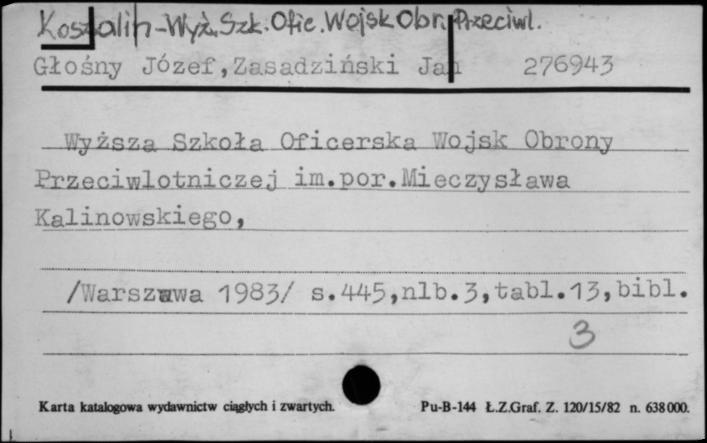 Koszalin-Wyż.Szk.Ofic.Wojsk Obr.Przeciwl.
Głośny Józef,Zasadziński Jan 276943
Wyższa Szkoła Oficerska Wojsk Obrony
Przeciwlotniczej im.por.Mieczysława
Kalinowskiego,
/Warszawa 1983/ s.445,nlb.3,tabl.13,bibl.
3
Karta katalogowa wydawnictw ciągłych i zwartych. Pu-B-144 Ł.Z.Graf. Z. 120/15/82 n. 638000.